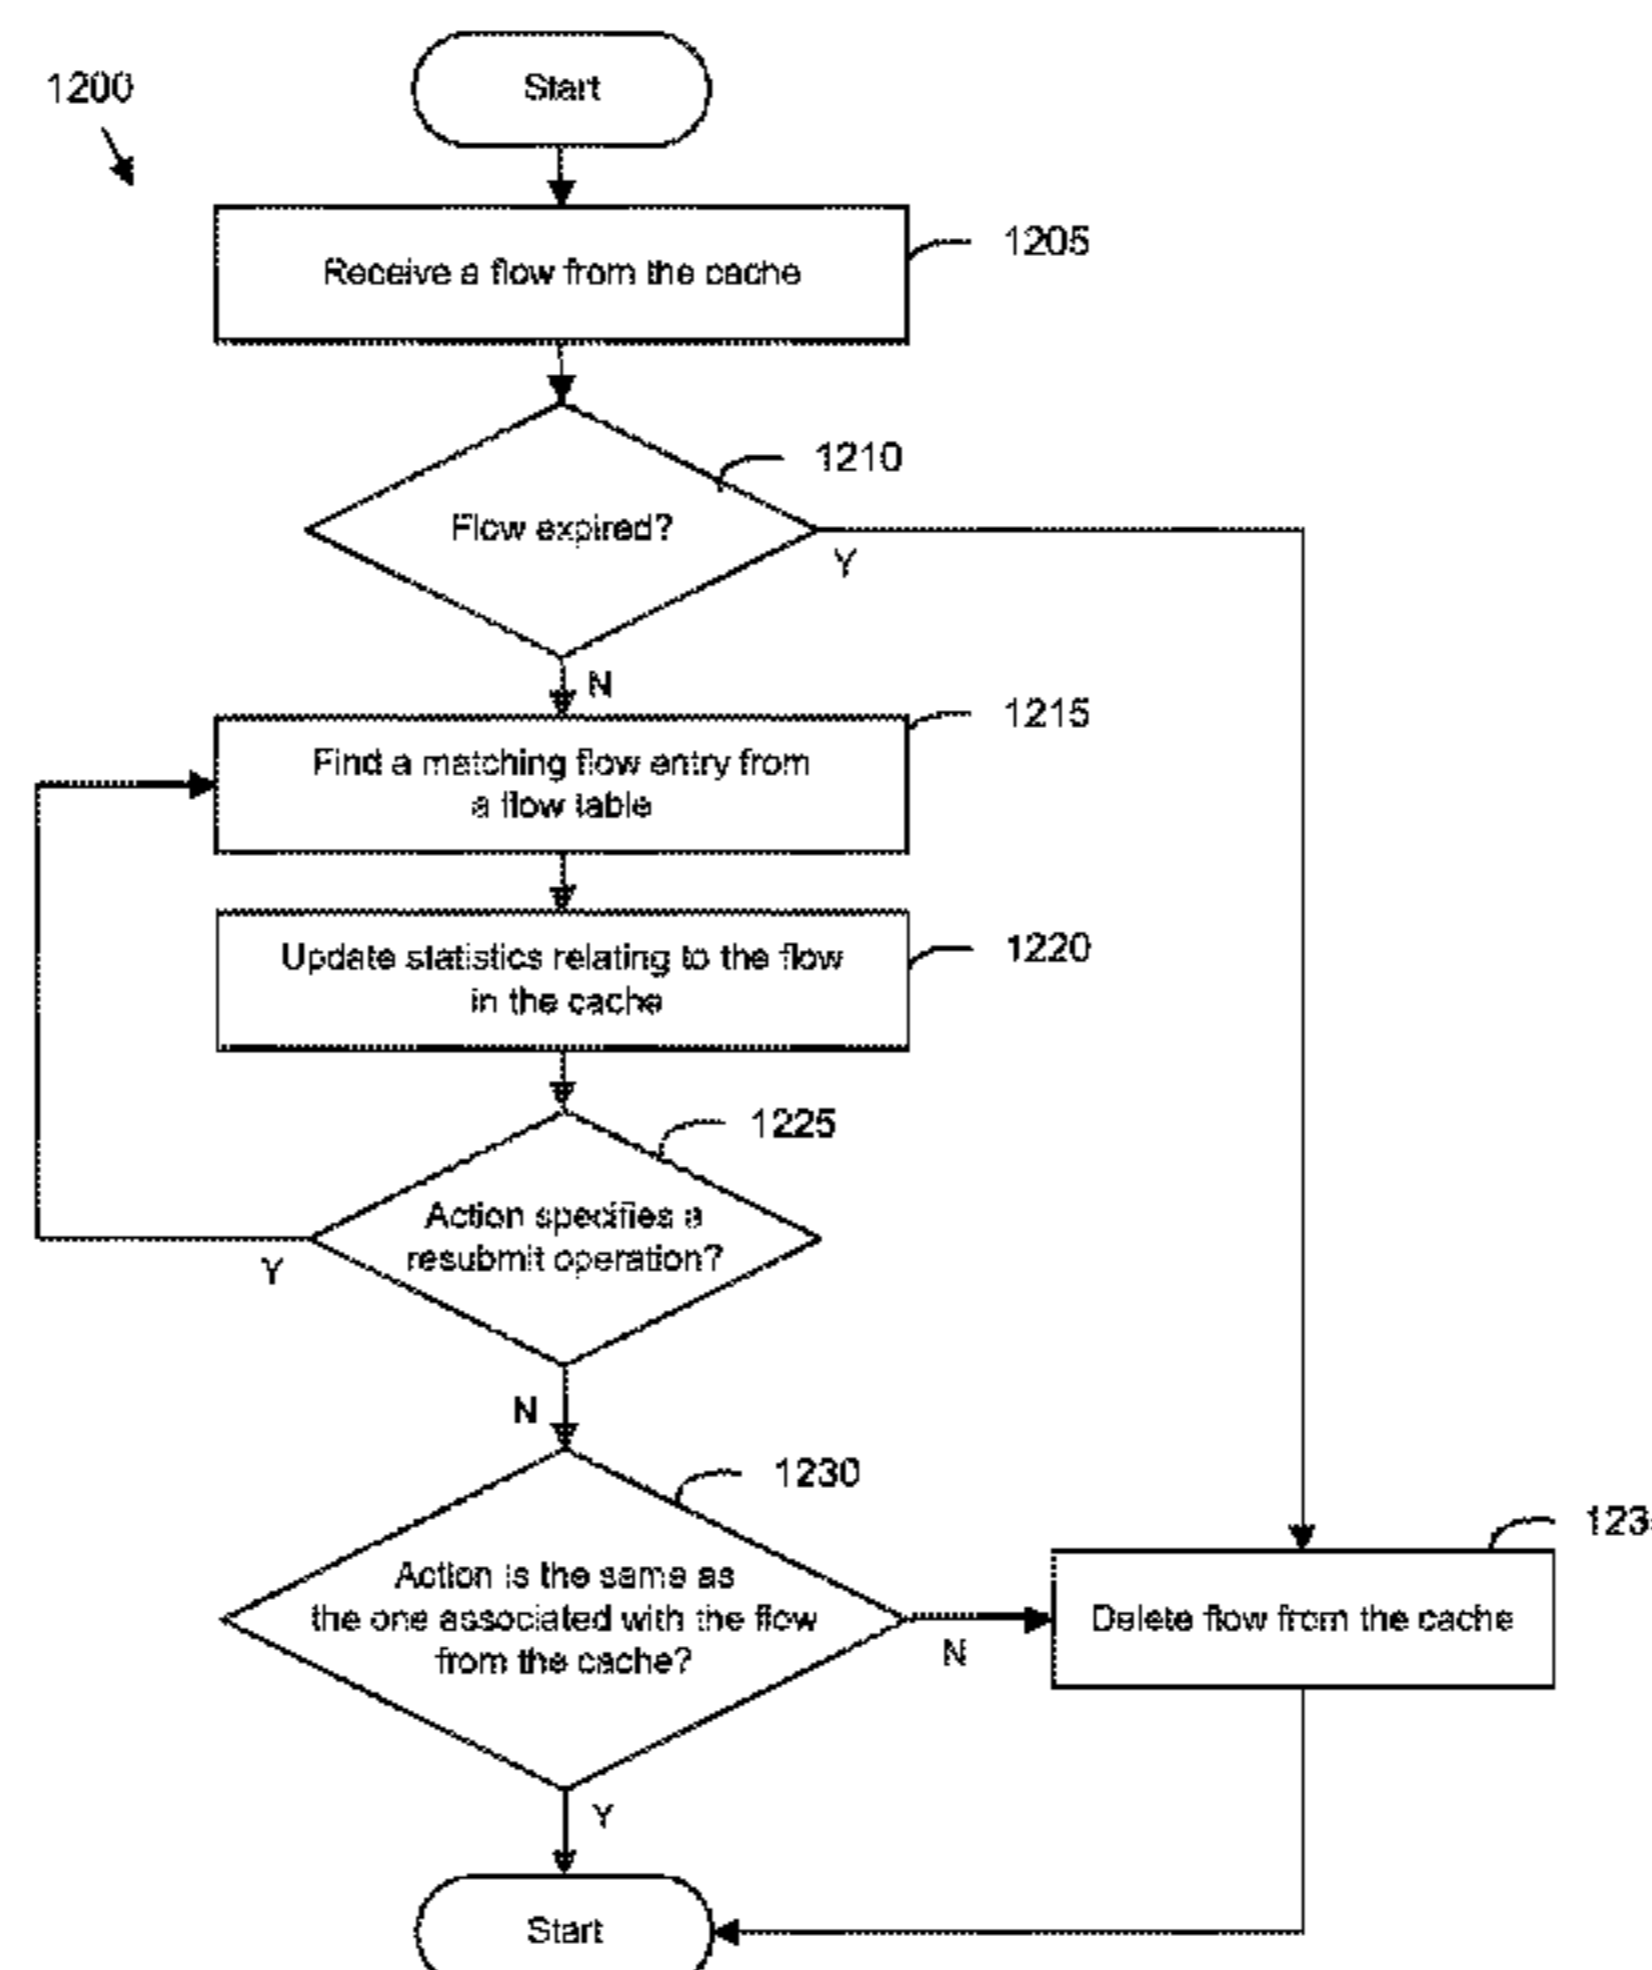 1200
Start
Receive a flow from the cache
1205
1210
Flow expired?
Y
N
1215
Find a matching flow entry from
a flow table
Update statistics relating to the flow
in the cache
1220
1225
Action specifies a
resubmit operation?
Y
N
1230
Action is the same as
the one associated with the flow
from the cache?
N
Y
123
Delete flow from the cache
Start